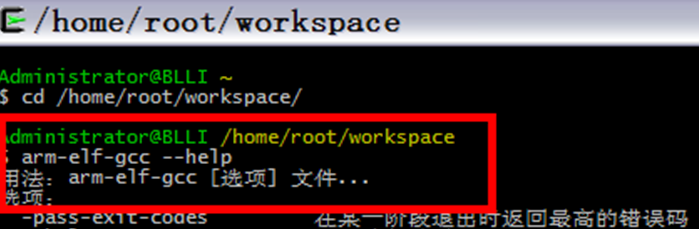 /home/root/workspace
Administrator@BLLI ~
$ cd /home/root/workspace/
Administrator@BLLI /home/root/workspace
$ arm-elf-gcc --help
用法：arm-elf-gcc [选项] 文件...
选项：
-pass-exit-codes 在某一阶段退出时返回最高的错误码